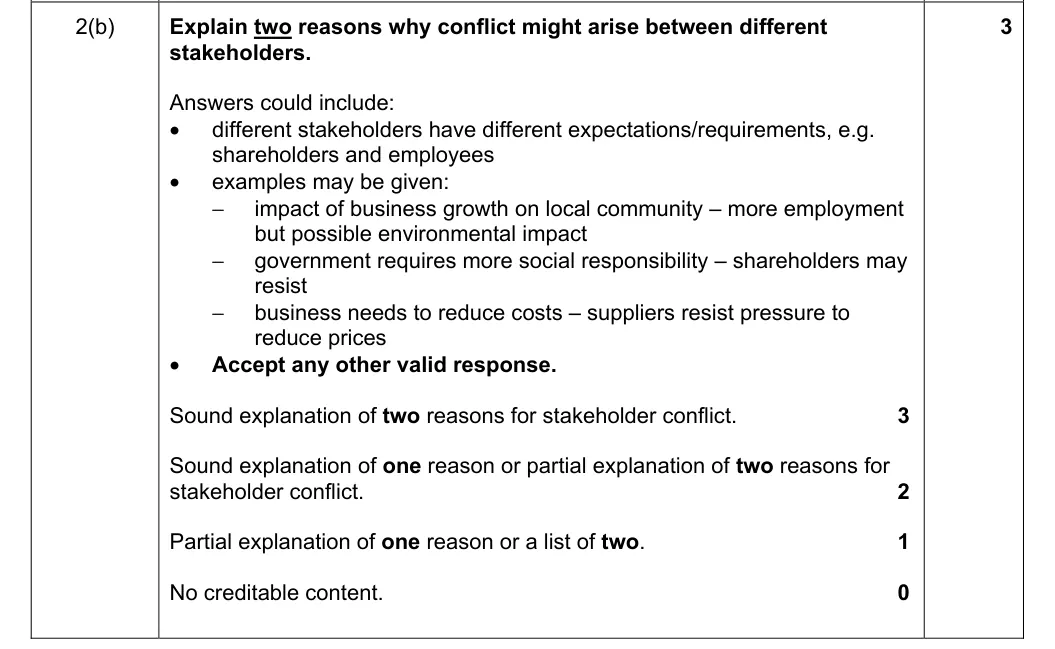 2(b)
Explain two reasons why conflict might arise between different
3
stakeholders.
Answers could include:
• different stakeholders have different expectations/requirements, e.g.
shareholders and employees
• examples may be given:
– impact of business growth on local community – more employment
but possible environmental impact
– government requires more social responsibility – shareholders may
resist
– business needs to reduce costs – suppliers resist pressure to
reduce prices
• Accept any other valid response.
Sound explanation of two reasons for stakeholder conflict. 3
Sound explanation of one reason or partial explanation of two reasons for
stakeholder conflict. 2
Partial explanation of one reason or a list of two. 1
No creditable content. 0